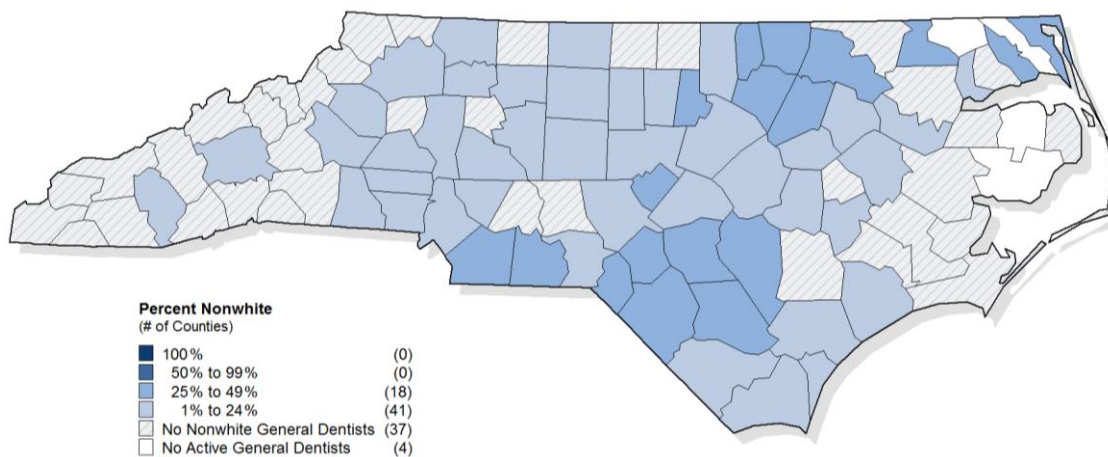 Percent Nonwhite
(# of Counties)
100% (0)
50% to 99% (0)
25% to 49% (18)
1% to 24% (41)
No Nonwhite General Dentists (37)
No Active General Dentists (4)